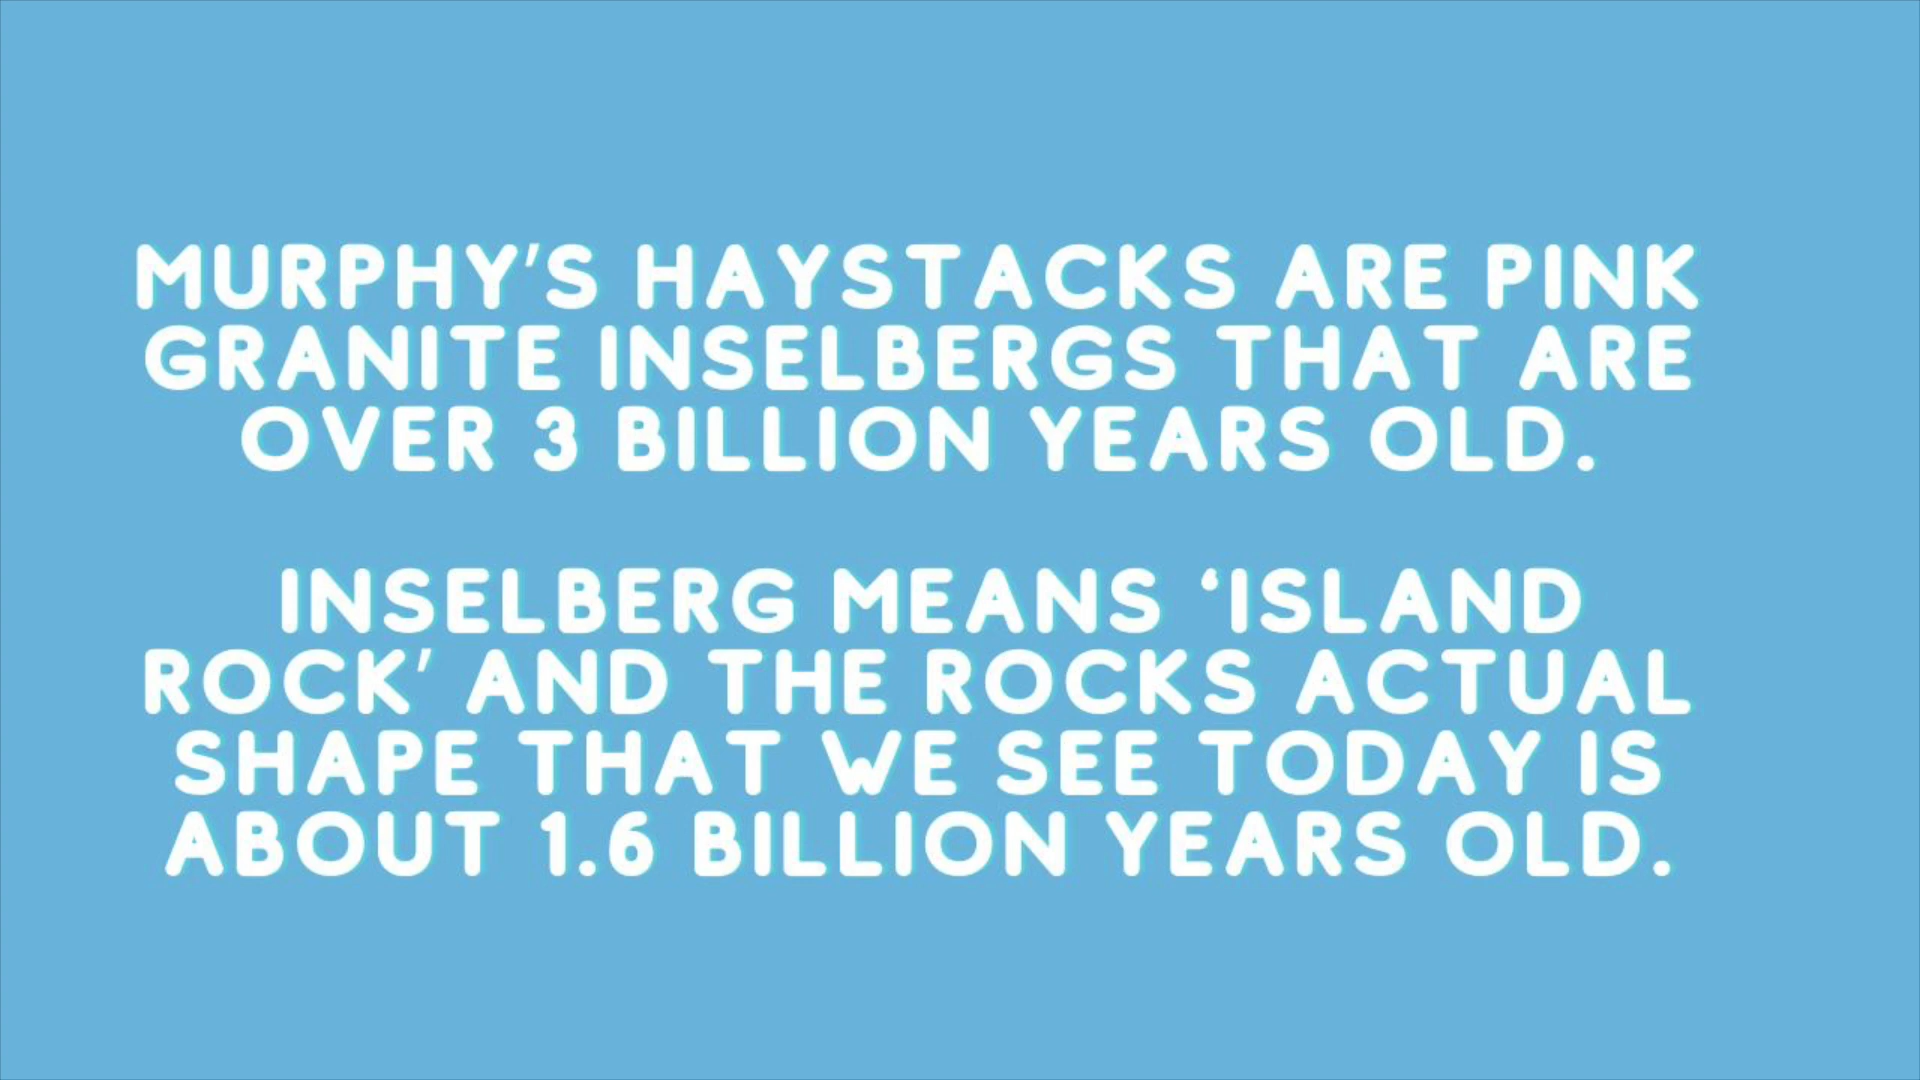 MURPHY'S HAYSTACKS ARE PINK
GRANITE INSELBERGS THAT ARE
OVER 3 BILLION YEARS OLD.
INSELBERG MEANS ‘ISLAND
ROCK' AND THE ROCKS ACTUAL
SHAPE THAT WE SEE TODAY IS
ABOUT 1.6 BILLION YEARS OLD.